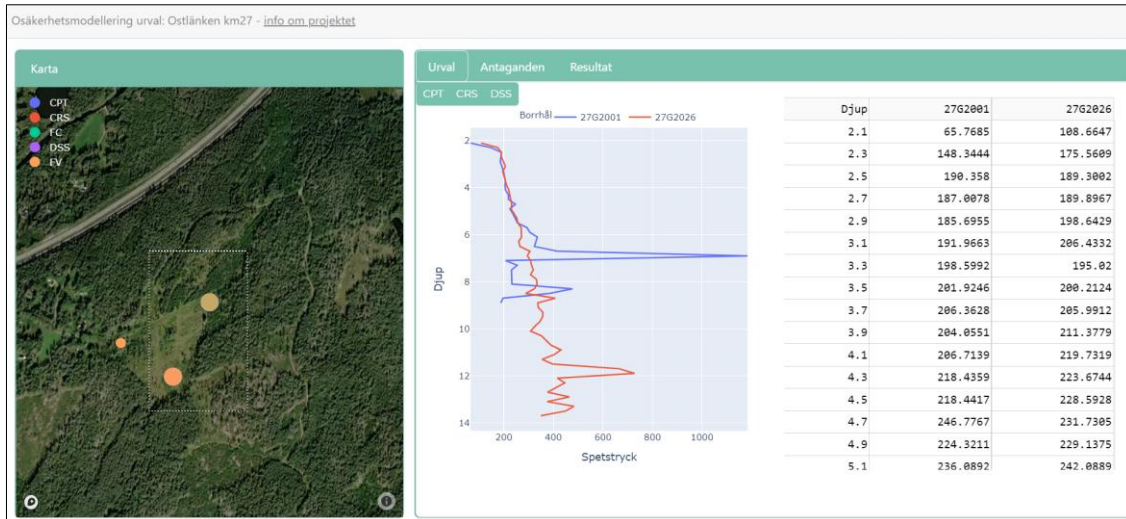 Osäkerhetsmodellering urval: Ostlänken km27 - info om projektet
Karta
CPT
CRS
FC
DSS
FV
Urval Antaganden Resultat
CPT CRS DSS
Borrhål 27G2001 27G2026
2
4
6
8
10
12
14
Djup
200 400 600 800 1000
Spetstryck
Djup 27G2001 27G2026
2.1 65.7685 108.6647
2.3 148.3444 175.5609
2.5 190.358 189.3002
2.7 187.0078 189.8967
2.9 185.6955 198.6429
3.1 191.9663 206.4332
3.3 198.5992 195.02
3.5 201.9246 200.2124
3.7 206.3628 205.9912
3.9 204.0551 211.3779
4.1 206.7139 219.7319
4.3 218.4359 223.6744
4.5 218.4417 228.5928
4.7 246.7767 231.7305
4.9 224.3211 229.1375
5.1 236.0892 242.0889